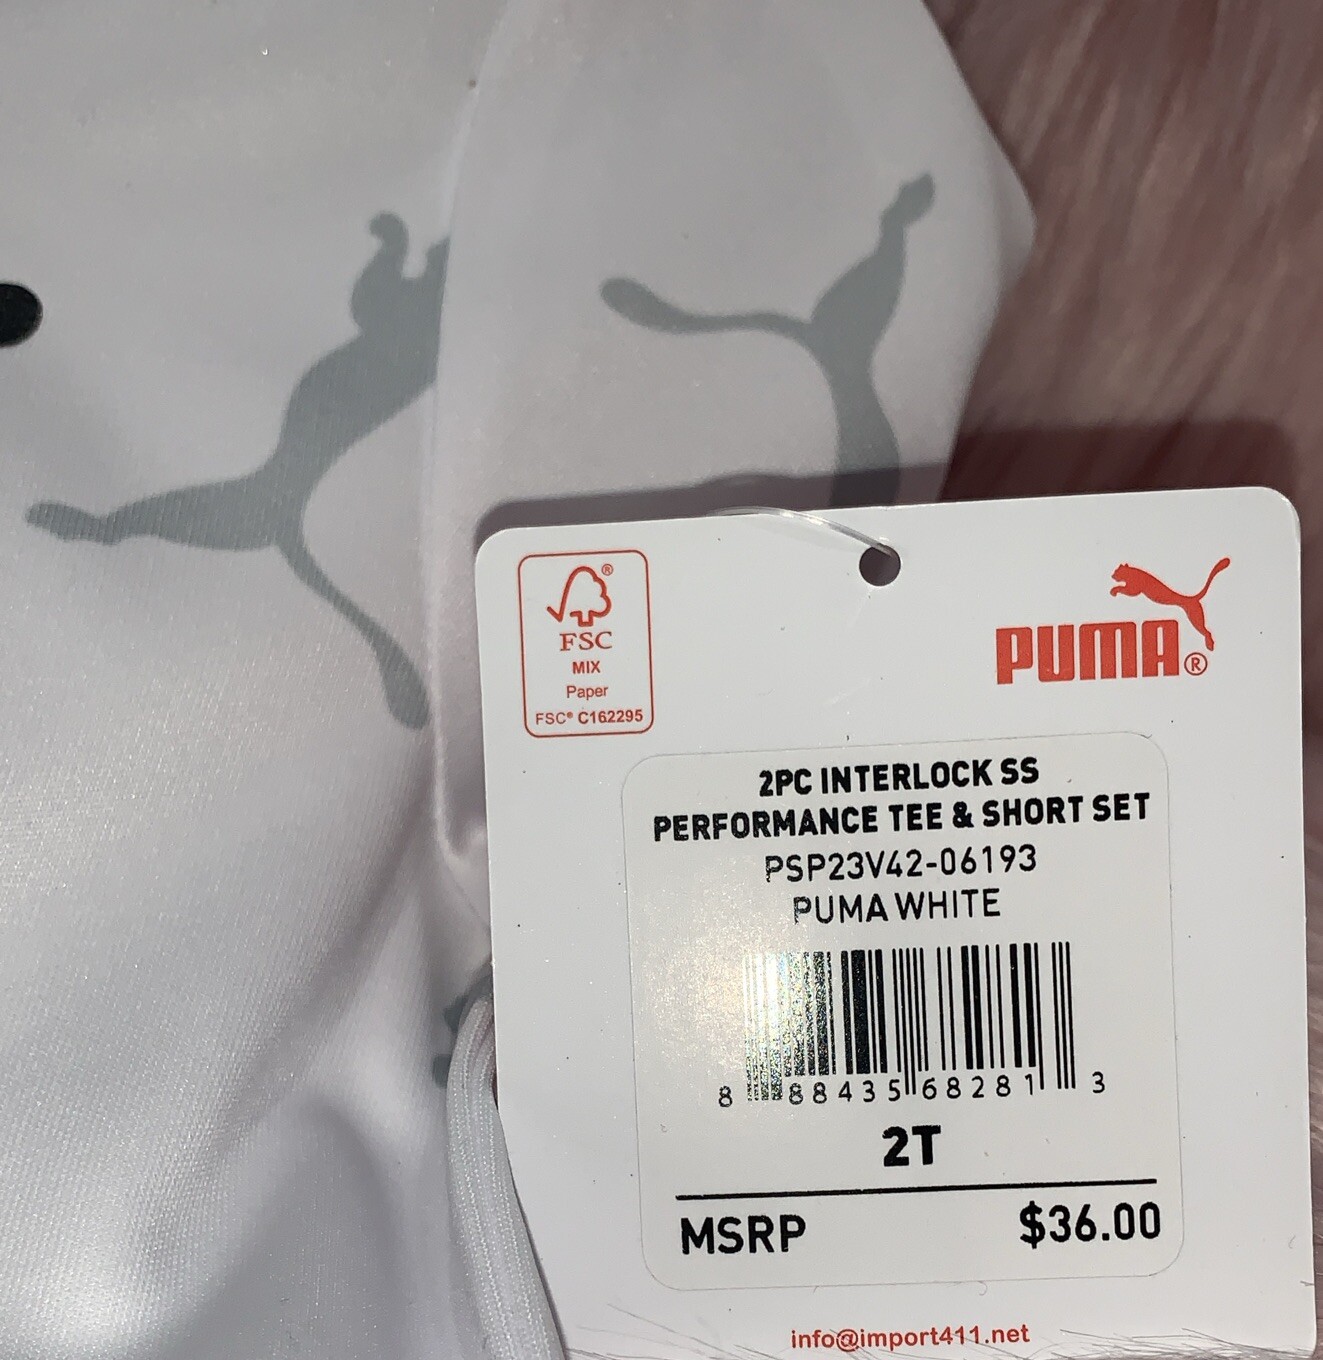 FSC
MIX
Paper
FSC® C162295
PUMA®
2PC INTERLOCK SS
PERFORMANCE TEE & SHORT SET
PSP23V42-06193
PUMA WHITE
8 88435 68281 3
2T
MSRP $36.00
info@import411.net